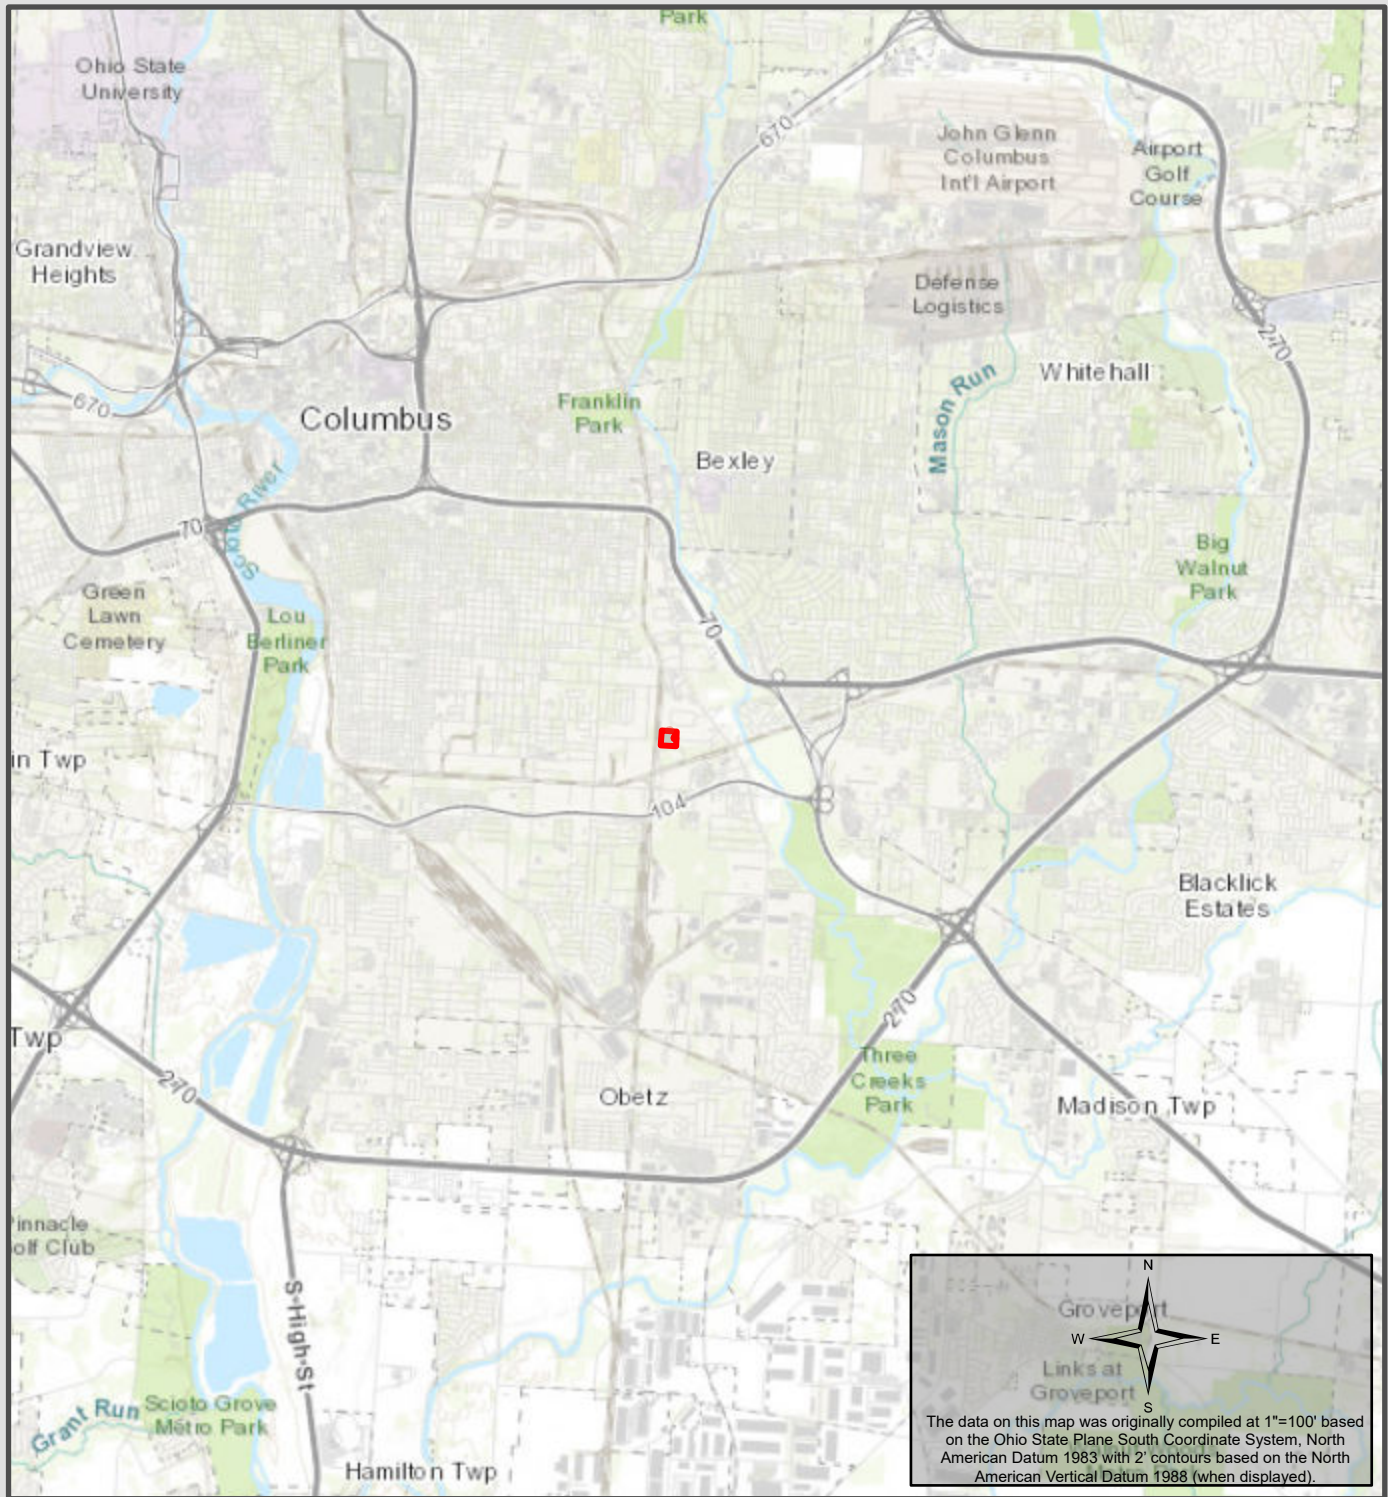 Park
Ohio State
University
670
John Glenn
Columbus
Int'l Airport
Airport
Golf
Course
Grandview
Heights
Defense
Logistics
270
Whitehall
Mason Run
670
Columbus
Franklin
Park
Bexley
70
Scioto River
Big
Walnut
Park
Green
Lawn
Cemetery
Lou
Berliner
Park
70
in Twp
104
Blacklick
Estates
270
Twp
270
Three
Creeks
Park
Obetz
Madison Twp
innacle
olf Club
S High St
Grant Run
Scioto Grove
Metro Park
Hamilton Twp
N
Groveport
W
E
Links at
Groveport
S
The data on this map was originally compiled at 1"=100' based
on the Ohio State Plane South Coordinate System, North
American Datum 1983 with 2' contours based on the North
American Vertical Datum 1988 (when displayed).